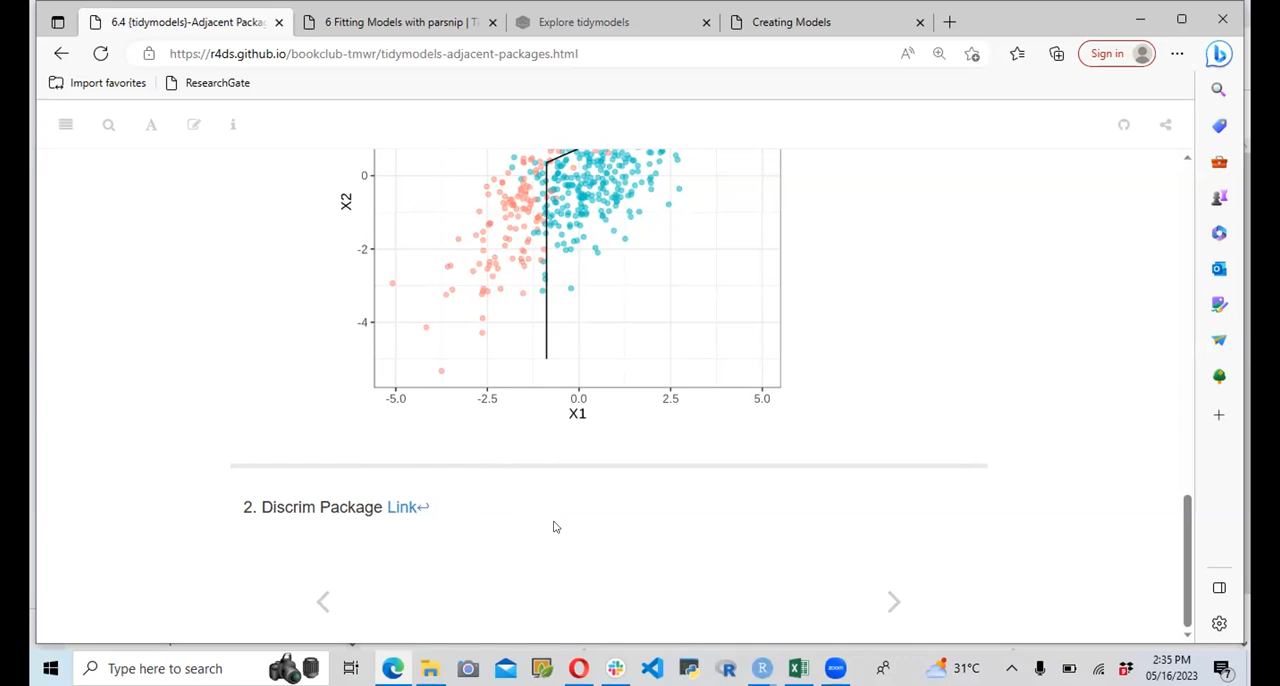 6.4 {tidymodels}-Adjacent Packa
6 Fitting Models with parsnip | Ti
Explore tidymodels
Creating Models
https://r4ds.github.io/bookclub-tmwr/tidymodels-adjacent-packages.html
Sign in
Import favorites
ResearchGate
0
-2
-4
X2
-5.0 -2.5 0.0 2.5 5.0
X1
2. Discrim Package Link↩
Type here to search
31°C
2:35 PM
05/16/2023
7